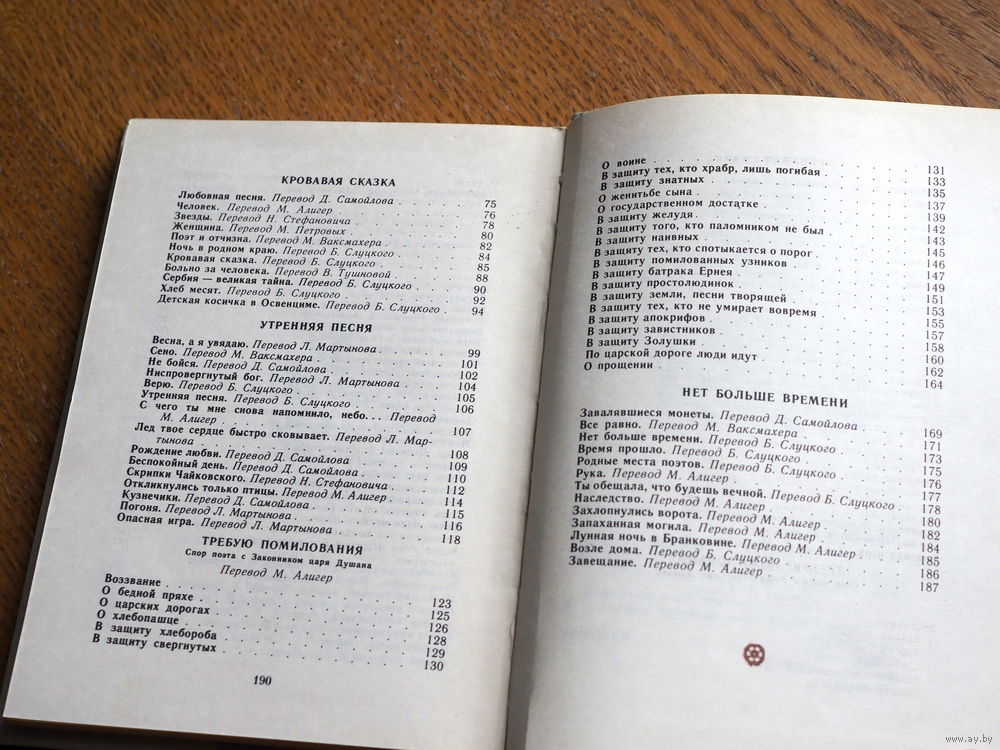 КРОВАВАЯ СКАЗКА
Любовная песня. Перевод Д. Самойлова . . . . 75
Человек. Перевод М. Алигер . . . . 76
Звезды. Перевод Н. Стефановича . . . . 78
Женщина. Перевод М. Петровых . . . . 80
Поэт и отчизна. Перевод М. Ваксмахера . . . . 82
Ночь в родном краю. Перевод Б. Слуцкого . . . . 84
Кровавая сказка. Перевод Б. Слуцкого . . . . 85
Больно за человека. Перевод В. Тушновой . . . . 88
Сербия — великая тайна. Перевод Б. Слуцкого . . . . 90
Хлеб месят. Перевод Б. Слуцкого . . . . 92
Детская косичка в Освенциме. Перевод Б. Слуцкого . . 94
УТРЕННЯЯ ПЕСНЯ
Весна, а я увядаю. Перевод Л. Мартынова . . . . 99
Сено. Перевод М. Ваксмахера . . . . 101
Не бойся. Перевод Д. Самойлова . . . . 102
Ниспровергнутый бог. Перевод Л. Мартынова . . . . 104
Верю. Перевод Б. Слуцкого . . . . 105
Утренняя песня. Перевод Б. Слуцкого . . . . 106
С чего ты мне снова напомнило, небо... Перевод
М. Алигер . . . . 107
Лед твое сердце быстро сковывает. Перевод Л. Мар-
тынова . . . . 108
Рождение любви. Перевод Д. Самойлова . . . . 109
Беспокойный день. Перевод Д. Самойлова . . . . 110
Скрипки Чайковского. Перевод Н. Стефановича . . . . 112
Откликнулись только птицы. Перевод М. Алигер . . . . 114
Кузнечики. Перевод Д. Самойлова . . . . 115
Погоня. Перевод Л. Мартынова . . . . 116
Опасная игра. Перевод Л. Мартынова . . . . 118
ТРЕБУЮ ПОМИЛОВАНИЯ
Спор поэта с Законником царя Душана
Перевод М. Алигер
Воззвание . . . . 123
О бедной пряхе . . . . 125
О царских дорогах . . . . 126
О хлебопашце . . . . 128
В защиту хлебороба . . . . 129
В защиту свергнутых . . . . 130
190
О воине . . . . 131
В защиту тех, кто храбр, лишь погибая . . . . 133
В защиту знатных . . . . 135
О женитьбе сына . . . . 137
О государственном достатке . . . . 139
В защиту желудя . . . . 142
В защиту того, кто паломником не был . . . . 143
В защиту наивных . . . . 145
В защиту тех, кто спотыкается о порог . . . . 146
В защиту помилованных узников . . . . 147
В защиту батрака Ернея . . . . 149
В защиту простолюдинок . . . . 151
В защиту земли, песни творящей . . . . 153
В защиту тех, кто не умирает вовремя . . . . 155
В защиту апокрифов . . . . 157
В защиту завистников . . . . 158
В защиту Золушки . . . . 160
По царской дороге люди идут . . . . 162
О прощении . . . . 164
НЕТ БОЛЬШЕ ВРЕМЕНИ
Завалявшиеся монеты. Перевод Д. Самойлова . . . . 169
Все равно. Перевод М. Ваксмахера . . . . 171
Нет больше времени. Перевод Б. Слуцкого . . . . 173
Время прошло. Перевод Б. Слуцкого . . . . 175
Родные места поэтов. Перевод Б. Слуцкого . . . . 176
Рука. Перевод М. Алигер . . . . 177
Ты обещала, что будешь вечной. Перевод Б. Слуцкого . 178
Наследство. Перевод М. Алигер . . . . 180
Захлопнулись ворота. Перевод М. Алигер . . . . 182
Запаханная могила. Перевод М. Алигер . . . . 184
Лунная ночь в Бранковине. Перевод М. Алигер . . . . 185
Возле дома. Перевод Б. Слуцкого . . . . 186
Завещание. Перевод М. Алигер . . . . 187
www.ay.by